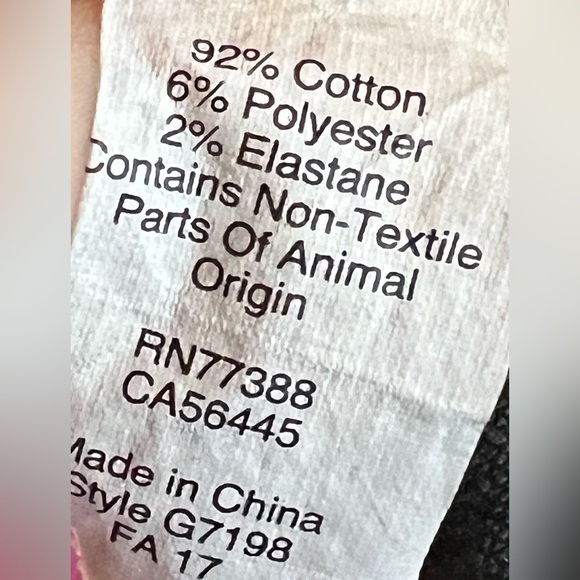 92% Cotton
6% Polyester
2% Elastane
Contains Non-Textile
Parts Of Animal
Origin
RN77388
CA56445
Made in China
Style G7198
FA 17